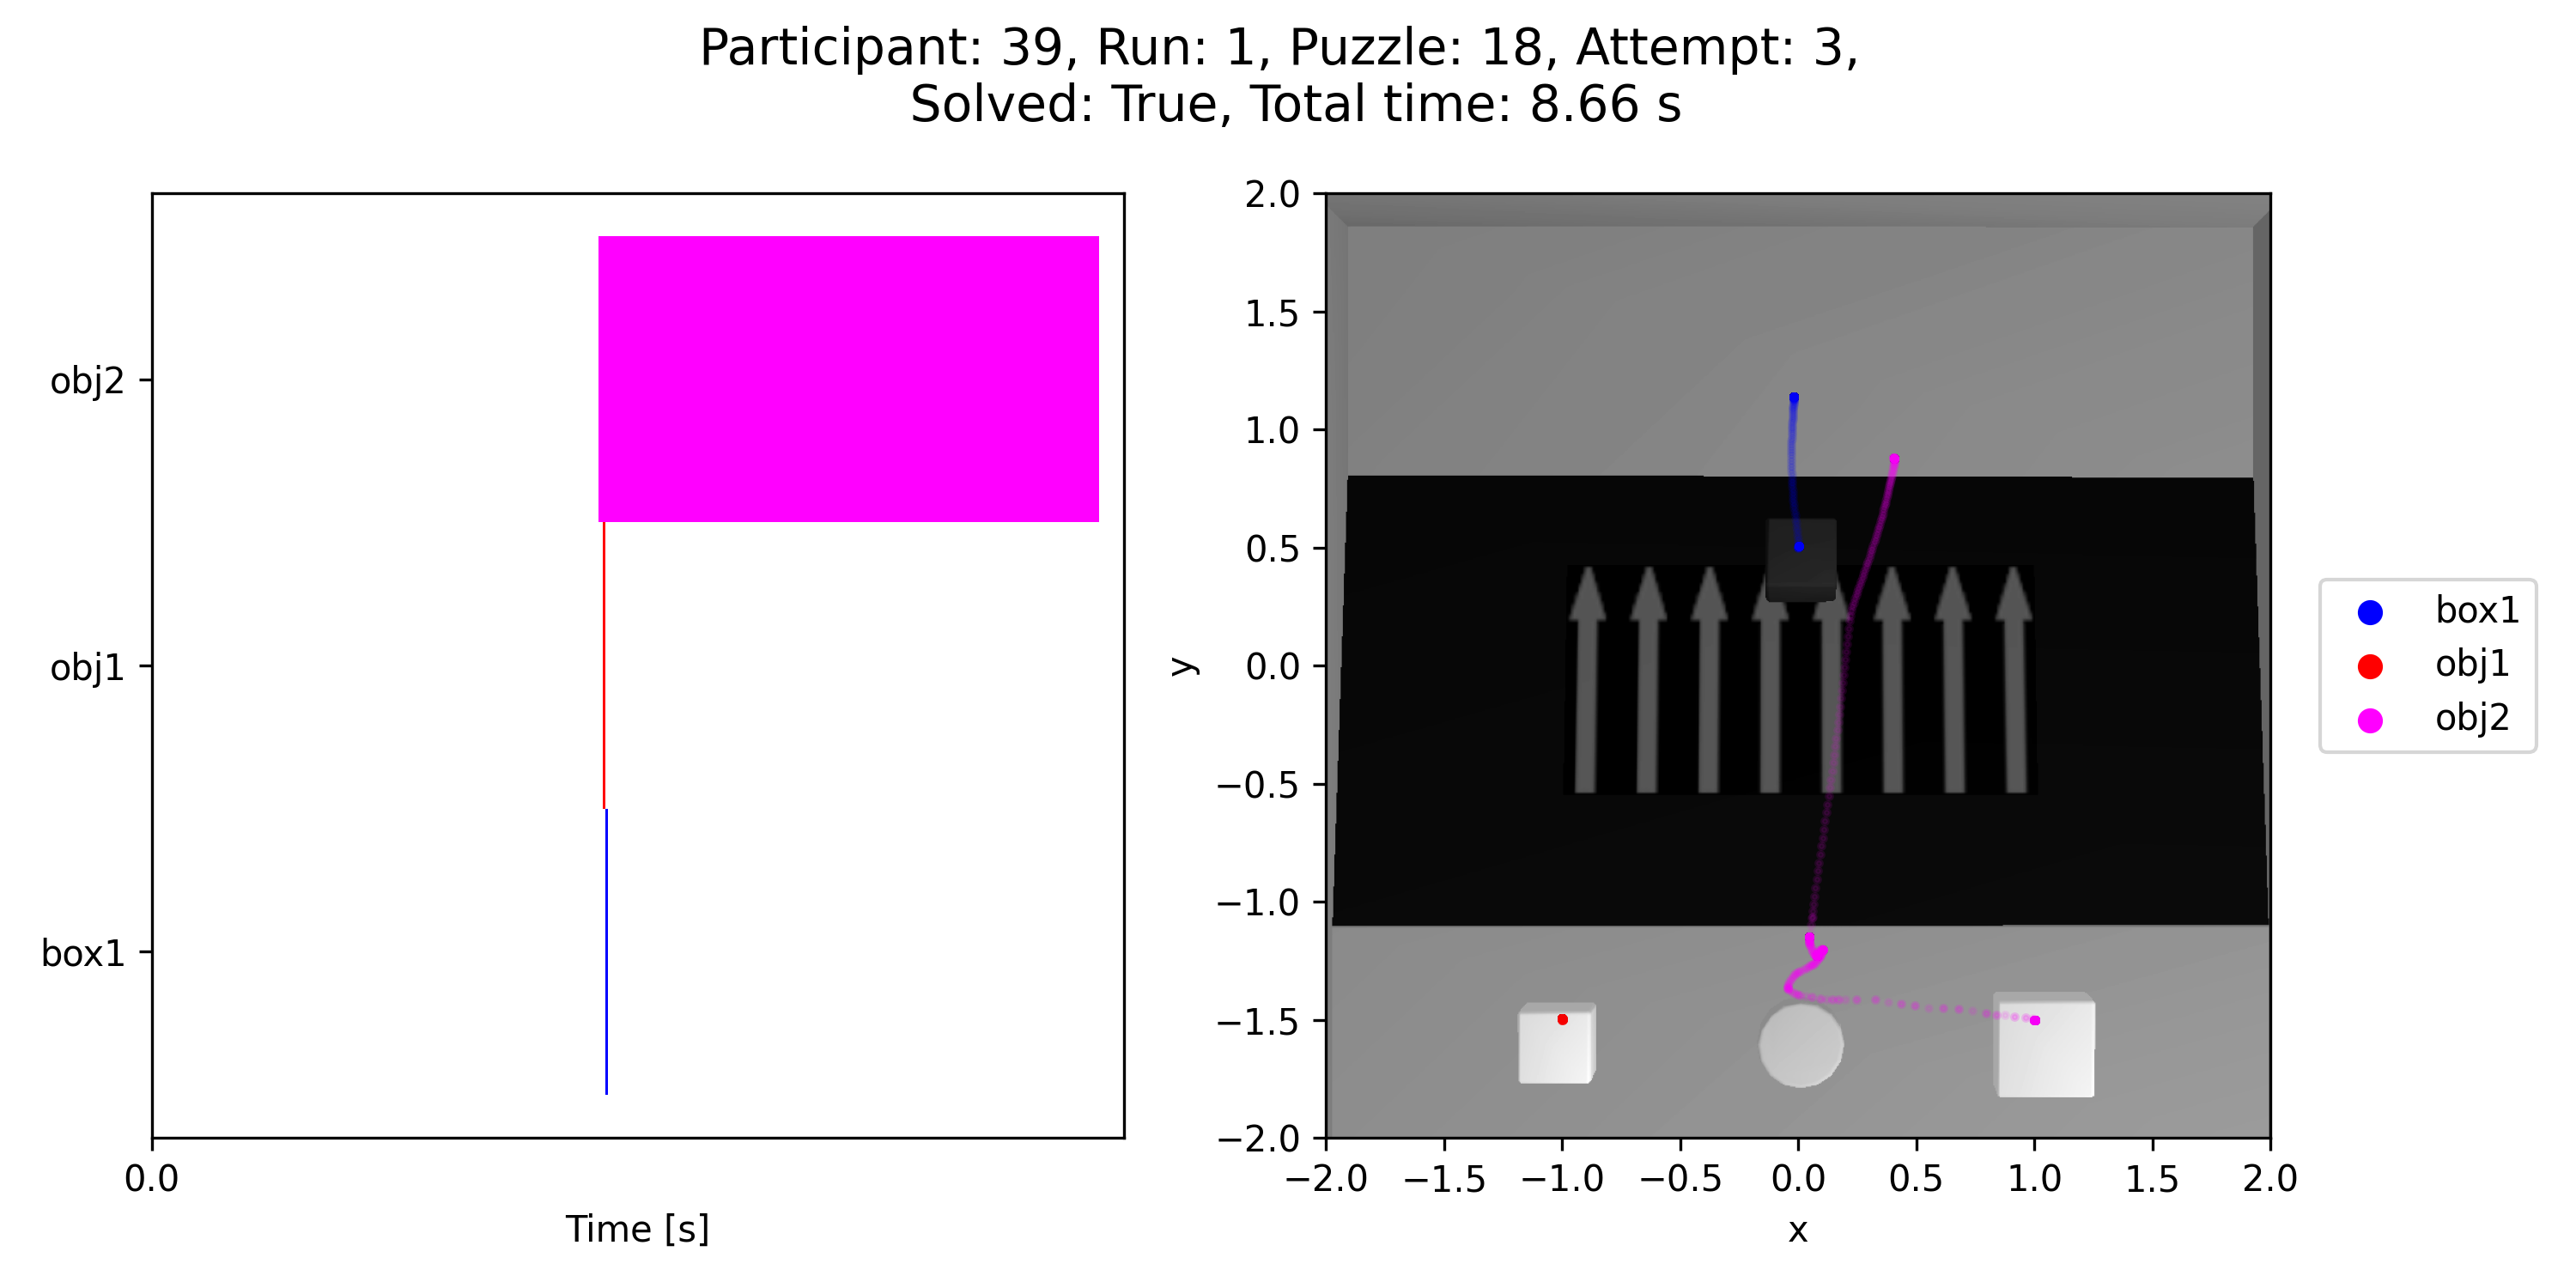 Participant: 39, Run: 1, Puzzle: 18, Attempt: 3,
Solved: True, Total time: 8.66 s
obj2
obj1
box1
0.0
Time [s]
2.0
1.5
1.0
0.5
0.0
−0.5
−1.0
−1.5
−2.0
y
−2.0 −1.5 −1.0 −0.5 0.0 0.5 1.0 1.5 2.0
x
box1
obj1
obj2